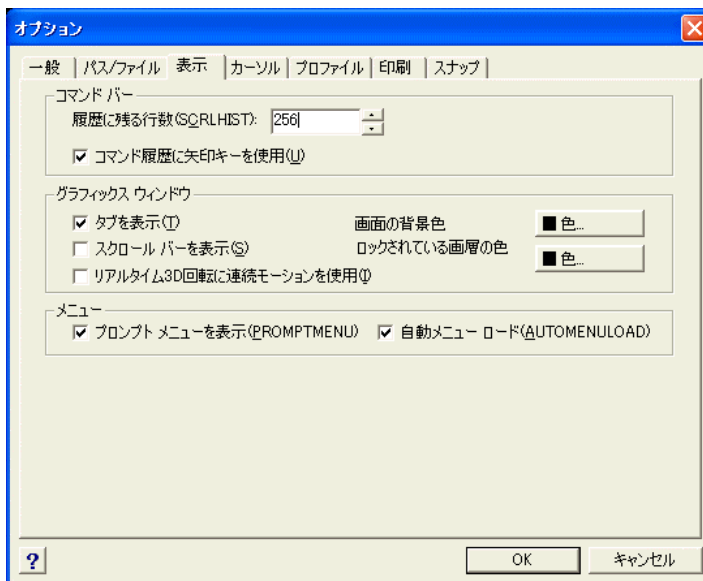 オプション
一般 パス/ファイル 表示 カーソル プロファイル 印刷 スナップ
コマンド バー
履歴に残る行数(SCRLHIST): 256
コマンド履歴に矢印キーを使用(U)
グラフィックス ウィンドウ
タブを表示(T) 画面の背景色 色...
スクロール バーを表示(S) ロックされている画層の色 色...
リアルタイム3D回転に連続モーションを使用(I)
メニュー
プロンプト メニューを表示(PROMPTMENU) 自動メニュー ロード(AUTOMENULOAD)
? OK キャンセル